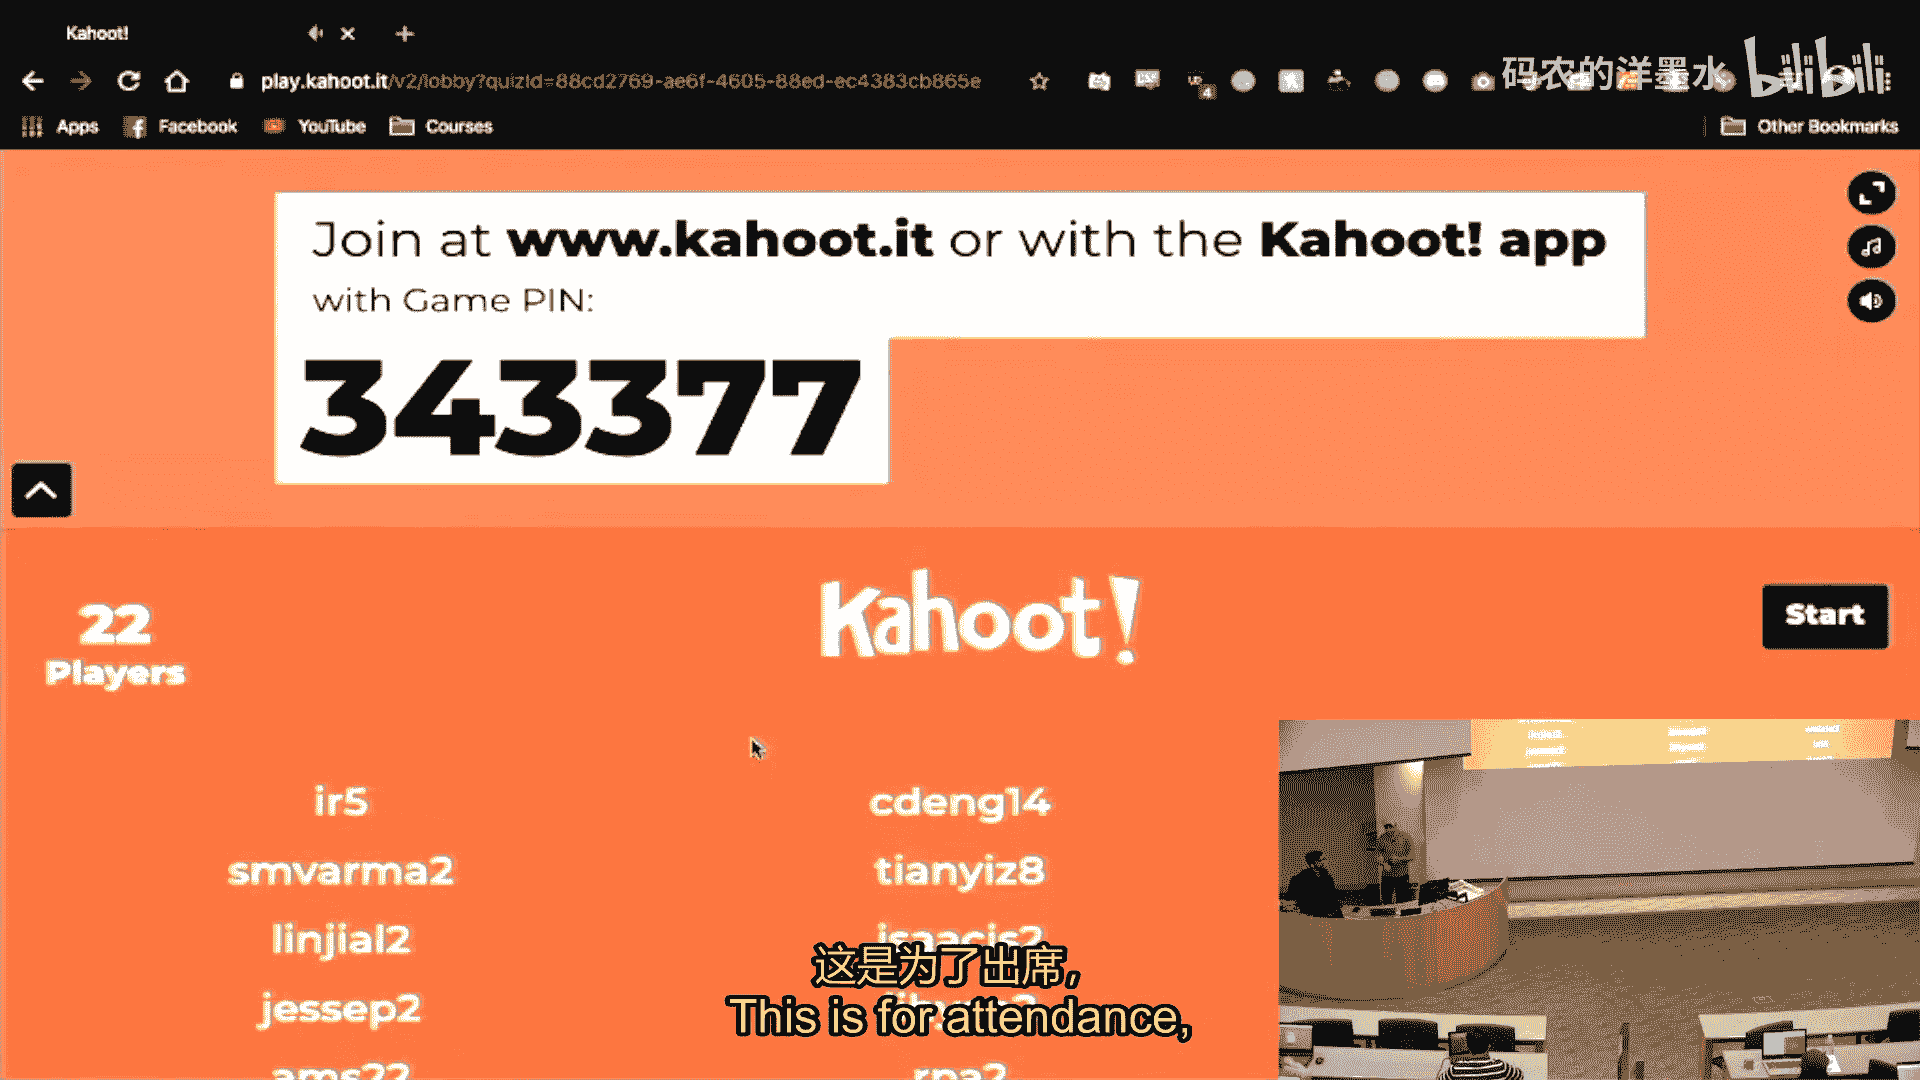 Kahoot!
play.kahoot.it/v2/lobby?quizId=88cd2769-ae6f-4605-88ed-ec4383cb865e
码农的洋墨水
bilibili
Apps
Facebook
YouTube
Courses
Other Bookmarks
Join at www.kahoot.it or with the Kahoot! app
with Game PIN:
343377
22
Players
Kahoot!
Start
ir5
cdeng14
smvarma2
tianyiz8
linjial2
jessep2
这是为了出席,
This is for attendance,